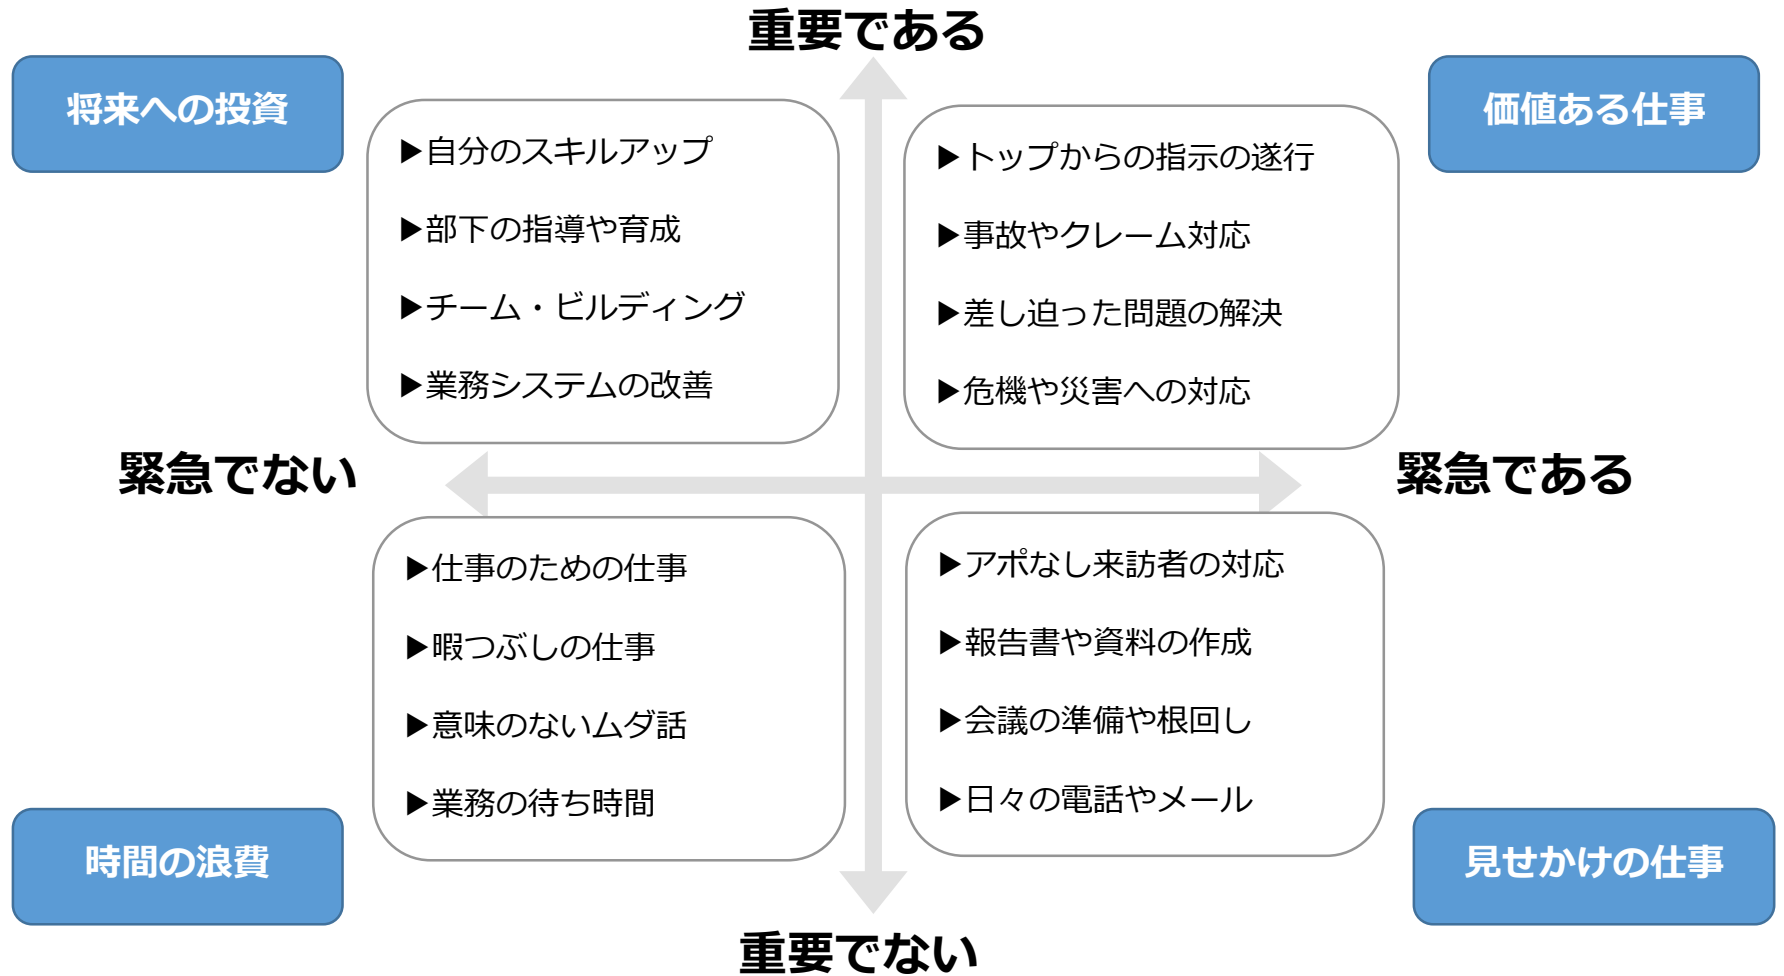 重要である
将来への投資
価値ある仕事
▶自分のスキルアップ
▶部下の指導や育成
▶チーム・ビルディング
▶業務システムの改善
▶トップからの指示の遂行
▶事故やクレーム対応
▶差し迫った問題の解決
▶危機や災害への対応
緊急でない
緊急である
▶仕事のための仕事
▶暇つぶしの仕事
▶意味のないムダ話
▶業務の待ち時間
▶アポなし来訪者の対応
▶報告書や資料の作成
▶会議の準備や根回し
▶日々の電話やメール
時間の浪費
見せかけの仕事
重要でない